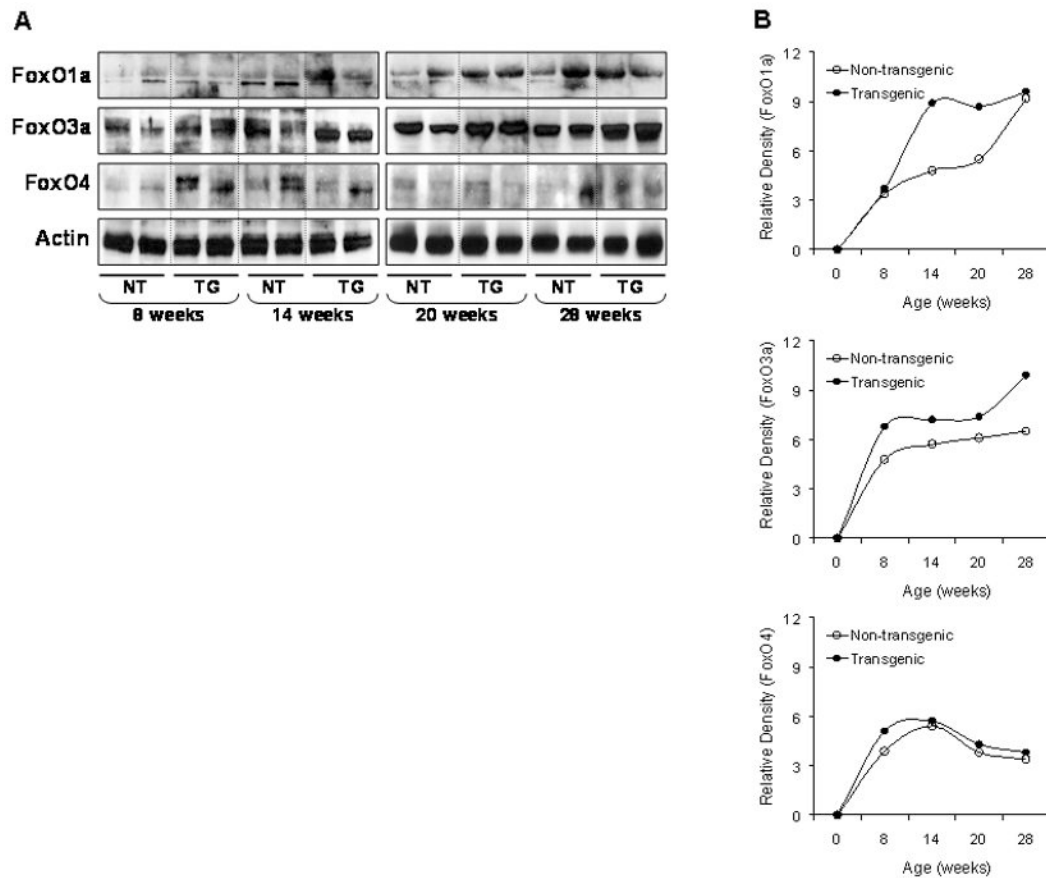 A
FoxO1a
FoxO3a
FoxO4
Actin
NT TG NT TG NT TG NT TG
8 weeks 14 weeks 20 weeks 28 weeks
B
Relative Density (FoxO1a)
12
9
6
3
0
Non-transgenic
Transgenic
0 8 14 20 28
Age (weeks)
Relative Density (FoxO3a)
12
9
6
3
0
Non-transgenic
Transgenic
0 8 14 20 28
Age (weeks)
Relative Density (FoxO4)
12
9
6
3
0
Non-transgenic
Transgenic
0 8 14 20 28
Age (weeks)